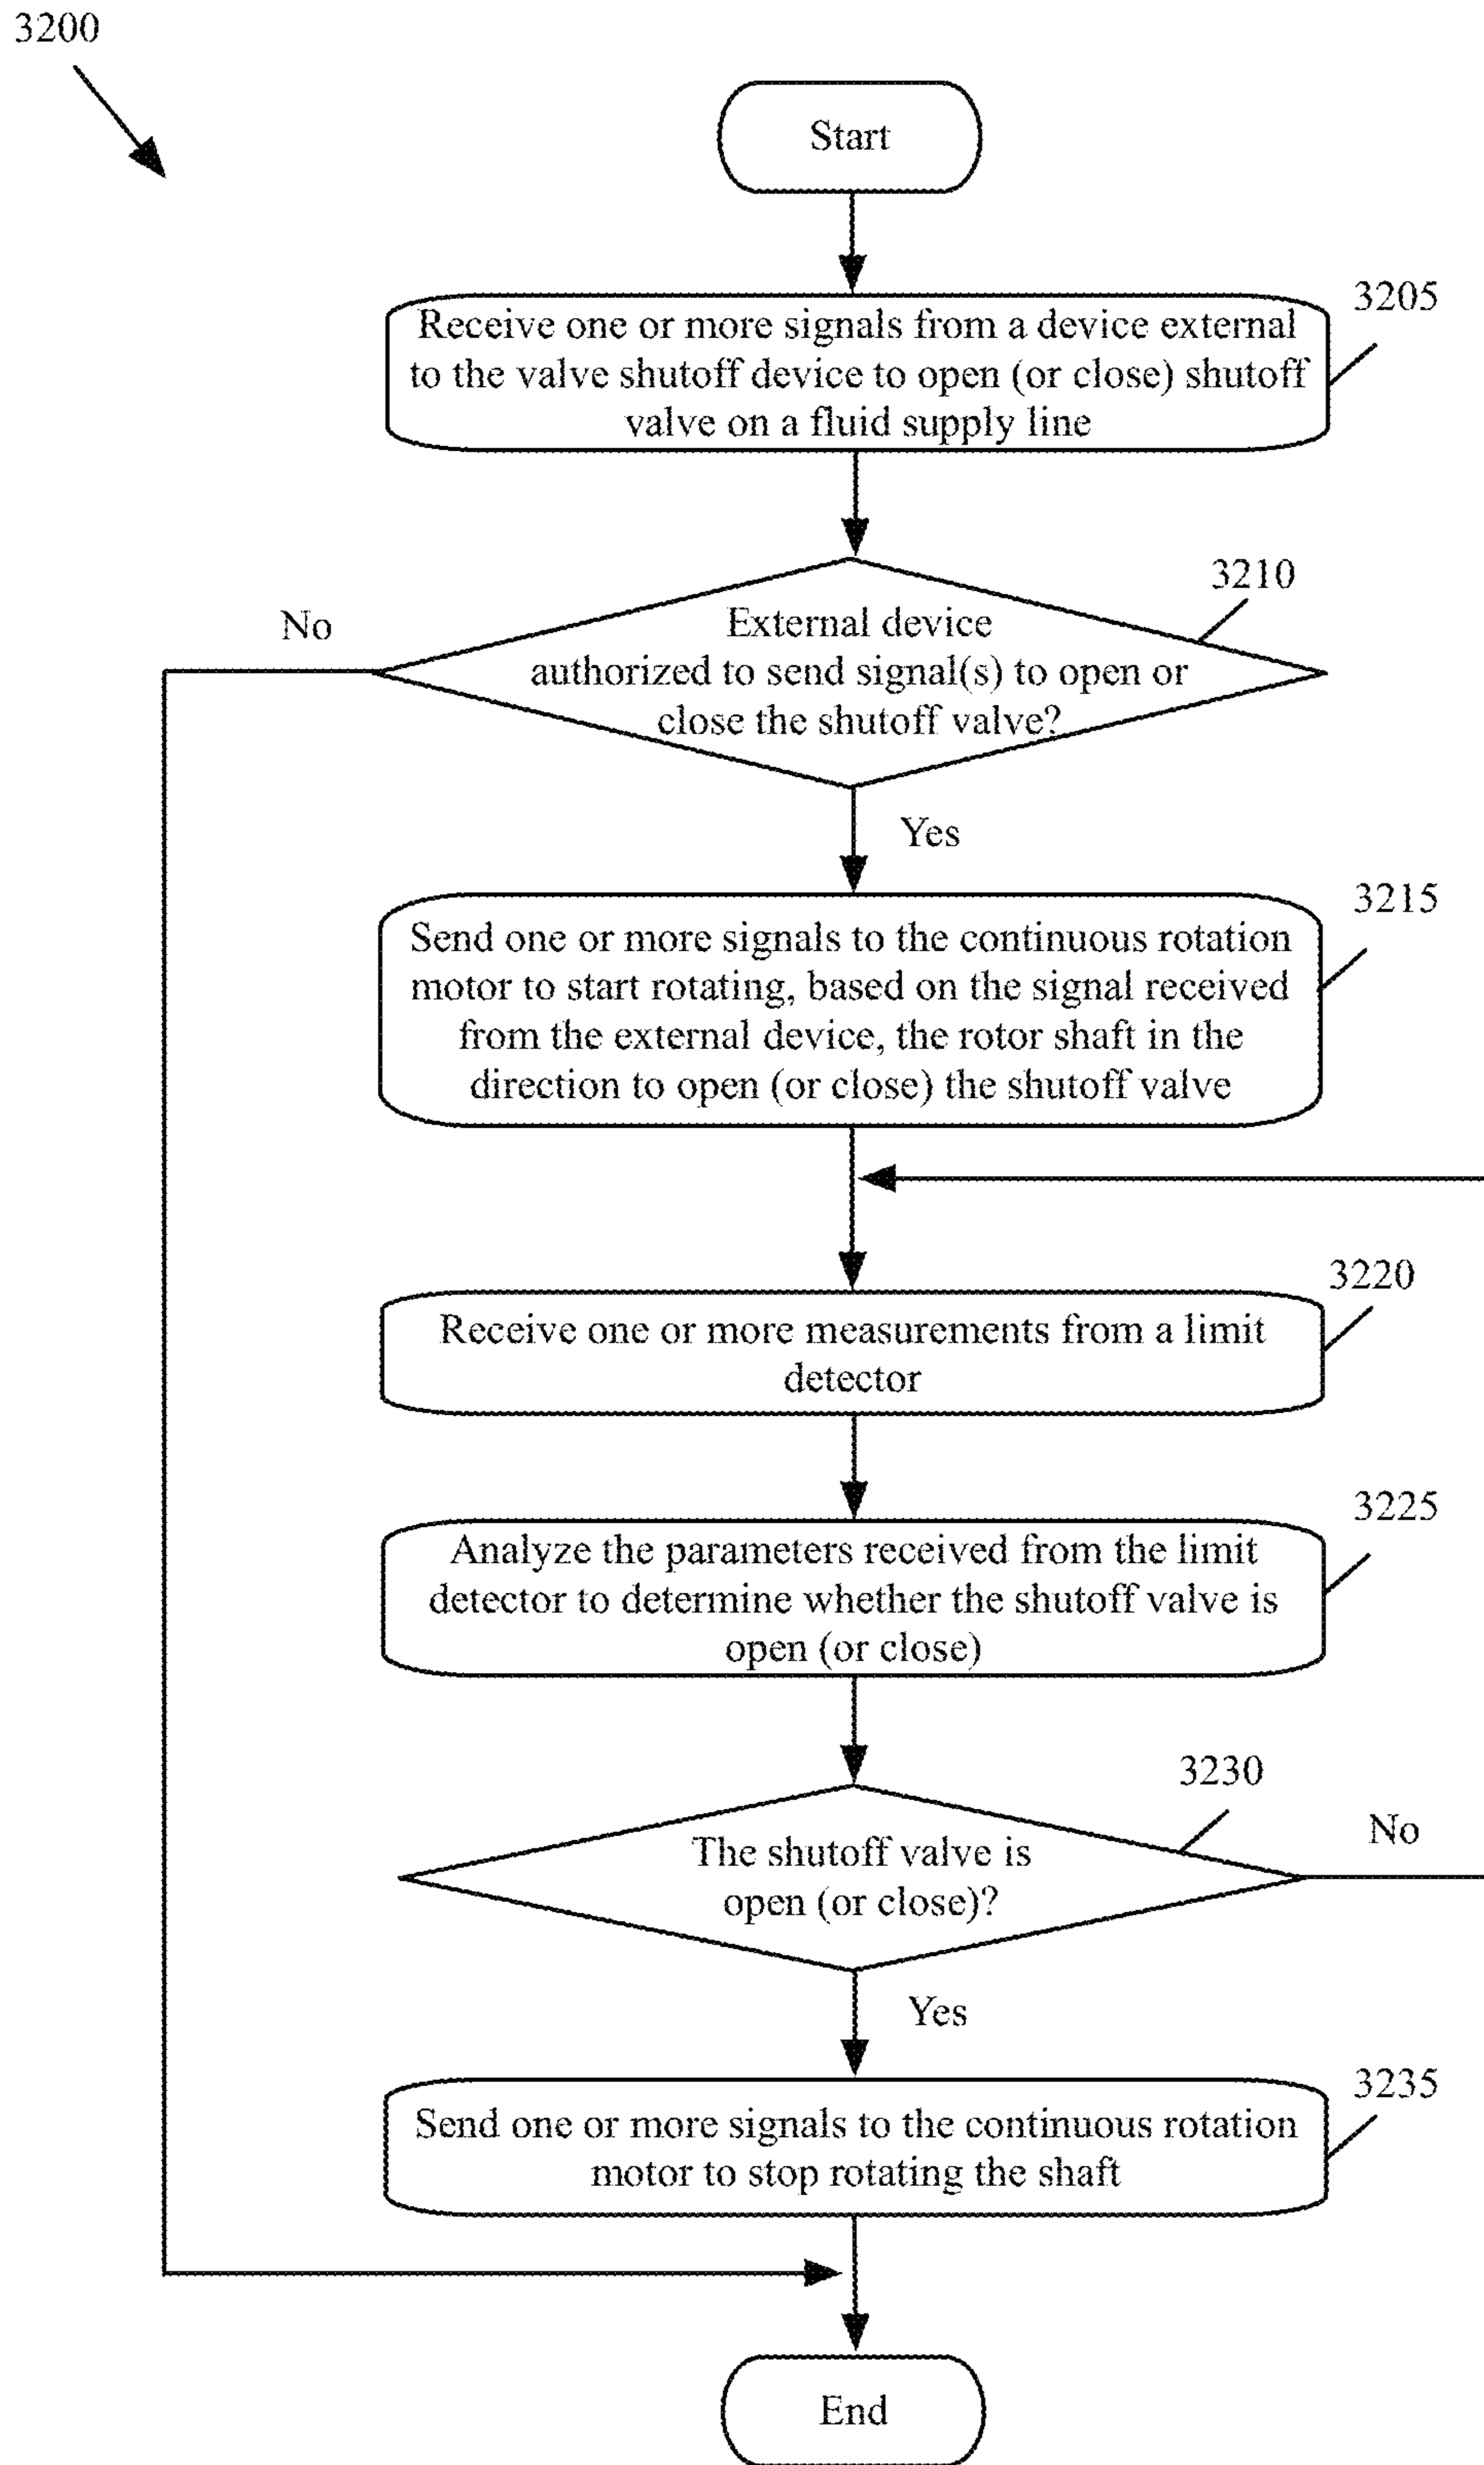 3200
Start
Receive one or more signals from a device external
to the valve shutoff device to open (or close) shutoff
valve on a fluid supply line
3205
3210
No
External device
authorized to send signal(s) to open or
close the shutoff valve?
Yes
3215
Send one or more signals to the continuous rotation
motor to start rotating, based on the signal received
from the external device, the rotor shaft in the
direction to open (or close) the shutoff valve
3220
Receive one or more measurements from a limit
detector
3225
Analyze the parameters received from the limit
detector to determine whether the shutoff valve is
open (or close)
3230
The shutoff valve is
open (or close)?
No
Yes
3235
Send one or more signals to the continuous rotation
motor to stop rotating the shaft
End